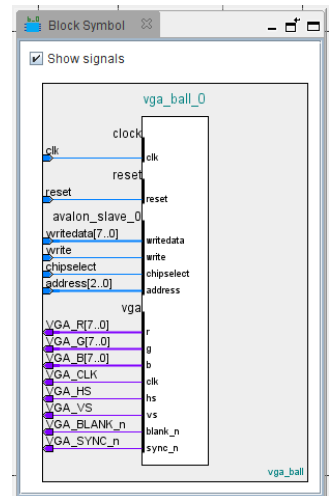 Block Symbol
Show signals
vga_ball_0
clock
clk
clk
reset
reset
reset
avalon_slave_0
writedata[7..0]
writedata
write
write
chipselect
chipselect
address[2..0]
address
vga
VGA_R[7..0]
r
VGA_G[7..0]
g
VGA_B[7..0]
b
VGA_CLK
clk
VGA_HS
hs
VGA_VS
vs
VGA_BLANK_n
blank_n
VGA_SYNC_n
sync_n
vga_ball